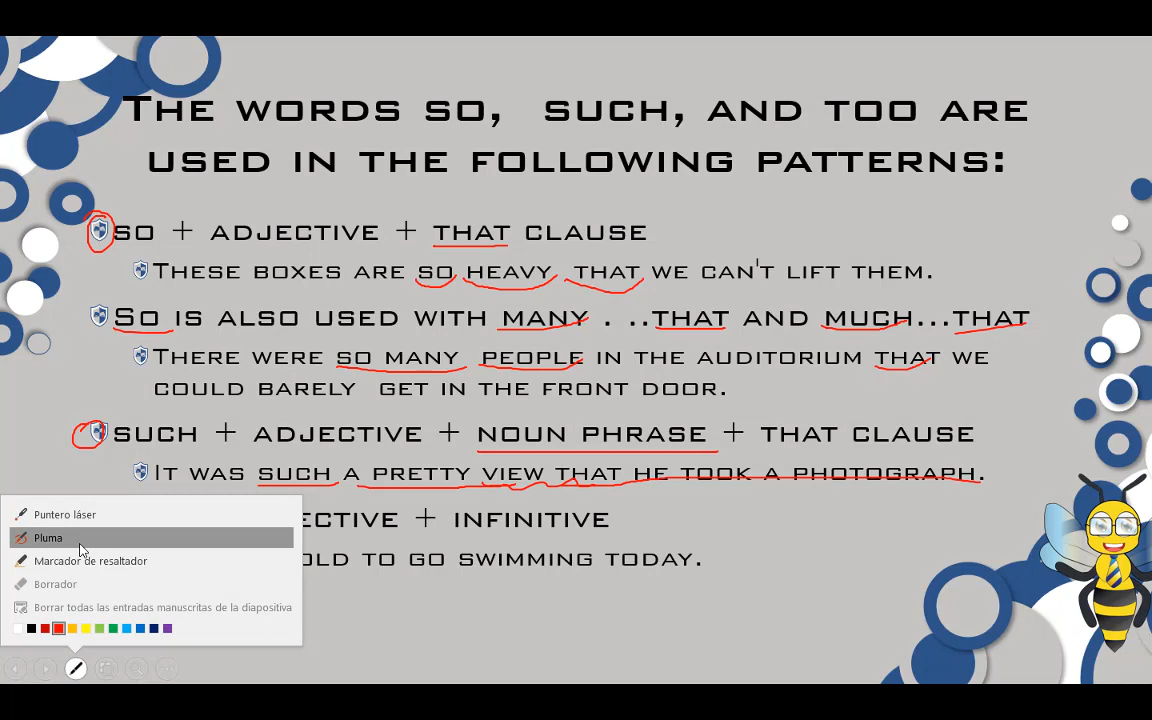 THE WORDS SO, SUCH, AND TOO ARE
USED IN THE FOLLOWING PATTERNS:
SO + ADJECTIVE + THAT CLAUSE
THESE BOXES ARE SO HEAVY THAT WE CAN'T LIFT THEM.
SO IS ALSO USED WITH MANY . ..THAT AND MUCH...THAT
THERE WERE SO MANY PEOPLE IN THE AUDITORIUM THAT WE
COULD BARELY GET IN THE FRONT DOOR.
SUCH + ADJECTIVE + NOUN PHRASE + THAT CLAUSE
IT WAS SUCH A PRETTY VIEW THAT HE TOOK A PHOTOGRAPH.
ECTIVE + INFINITIVE
OLD TO GO SWIMMING TODAY.
Puntero láser
Pluma
Marcador de resaltador
Borrador
Borrar todas las entradas manuscritas de la diapositiva